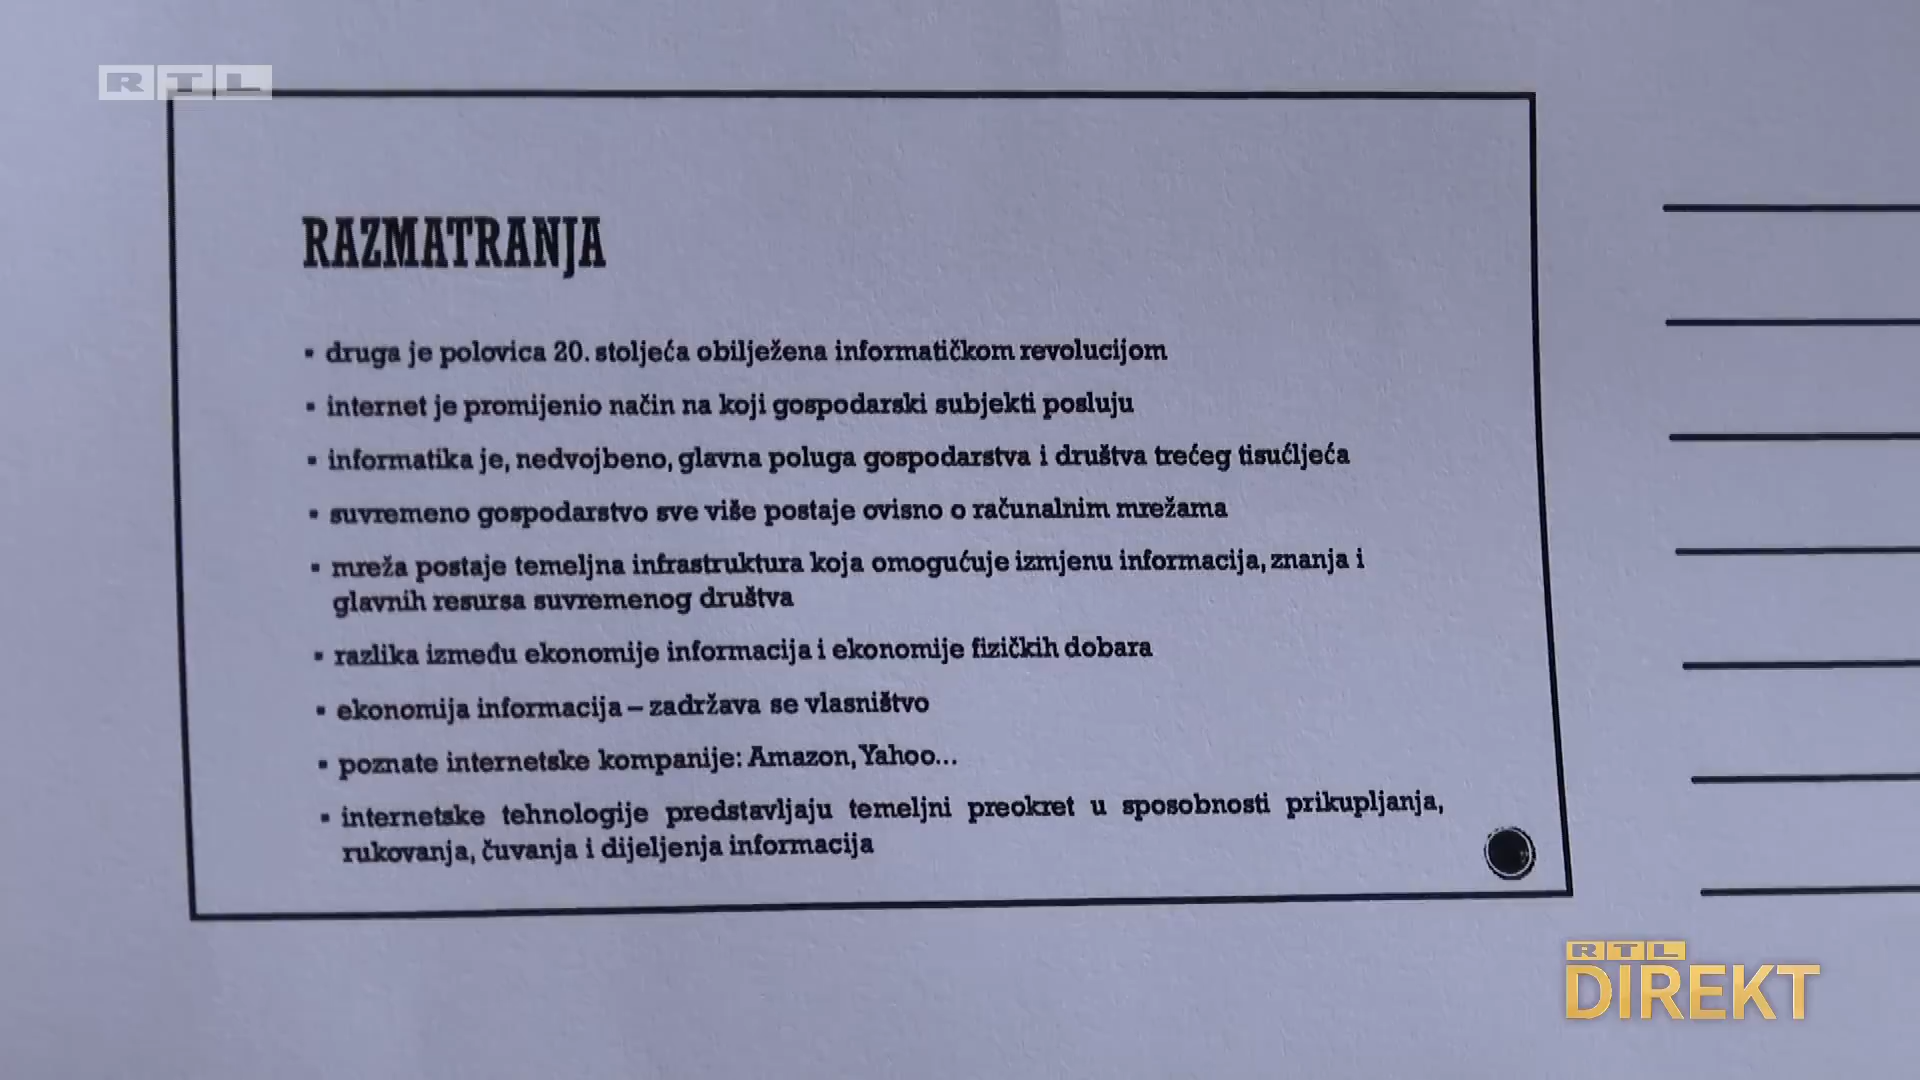 RTL
RAZMATRANJA
▪ druga je polovica 20. stoljeća obilježena informatičkom revolucijom
▪ internet je promijenio način na koji gospodarski subjekti posluju
▪ informatika je, nedvojbeno, glavna poluga gospodarstva i društva trećeg tisućljeća
▪ suvremeno gospodarstvo sve više postaje ovisno o računalnim mrežama
▪ mreža postaje temeljna infrastruktura koja omogućuje izmjenu informacija, znanja i
glavnih resursa suvremenog društva
▪ razlika između ekonomije informacija i ekonomije fizičkih dobara
▪ ekonomija informacija – zadržava se vlasništvo
▪ poznate internetske kompanije: Amazon, Yahoo...
▪ internetske tehnologije predstavljaju temeljni preokret u sposobnosti prikupljanja,
rukovanja, čuvanja i dijeljenja informacija
RTL
DIREKT